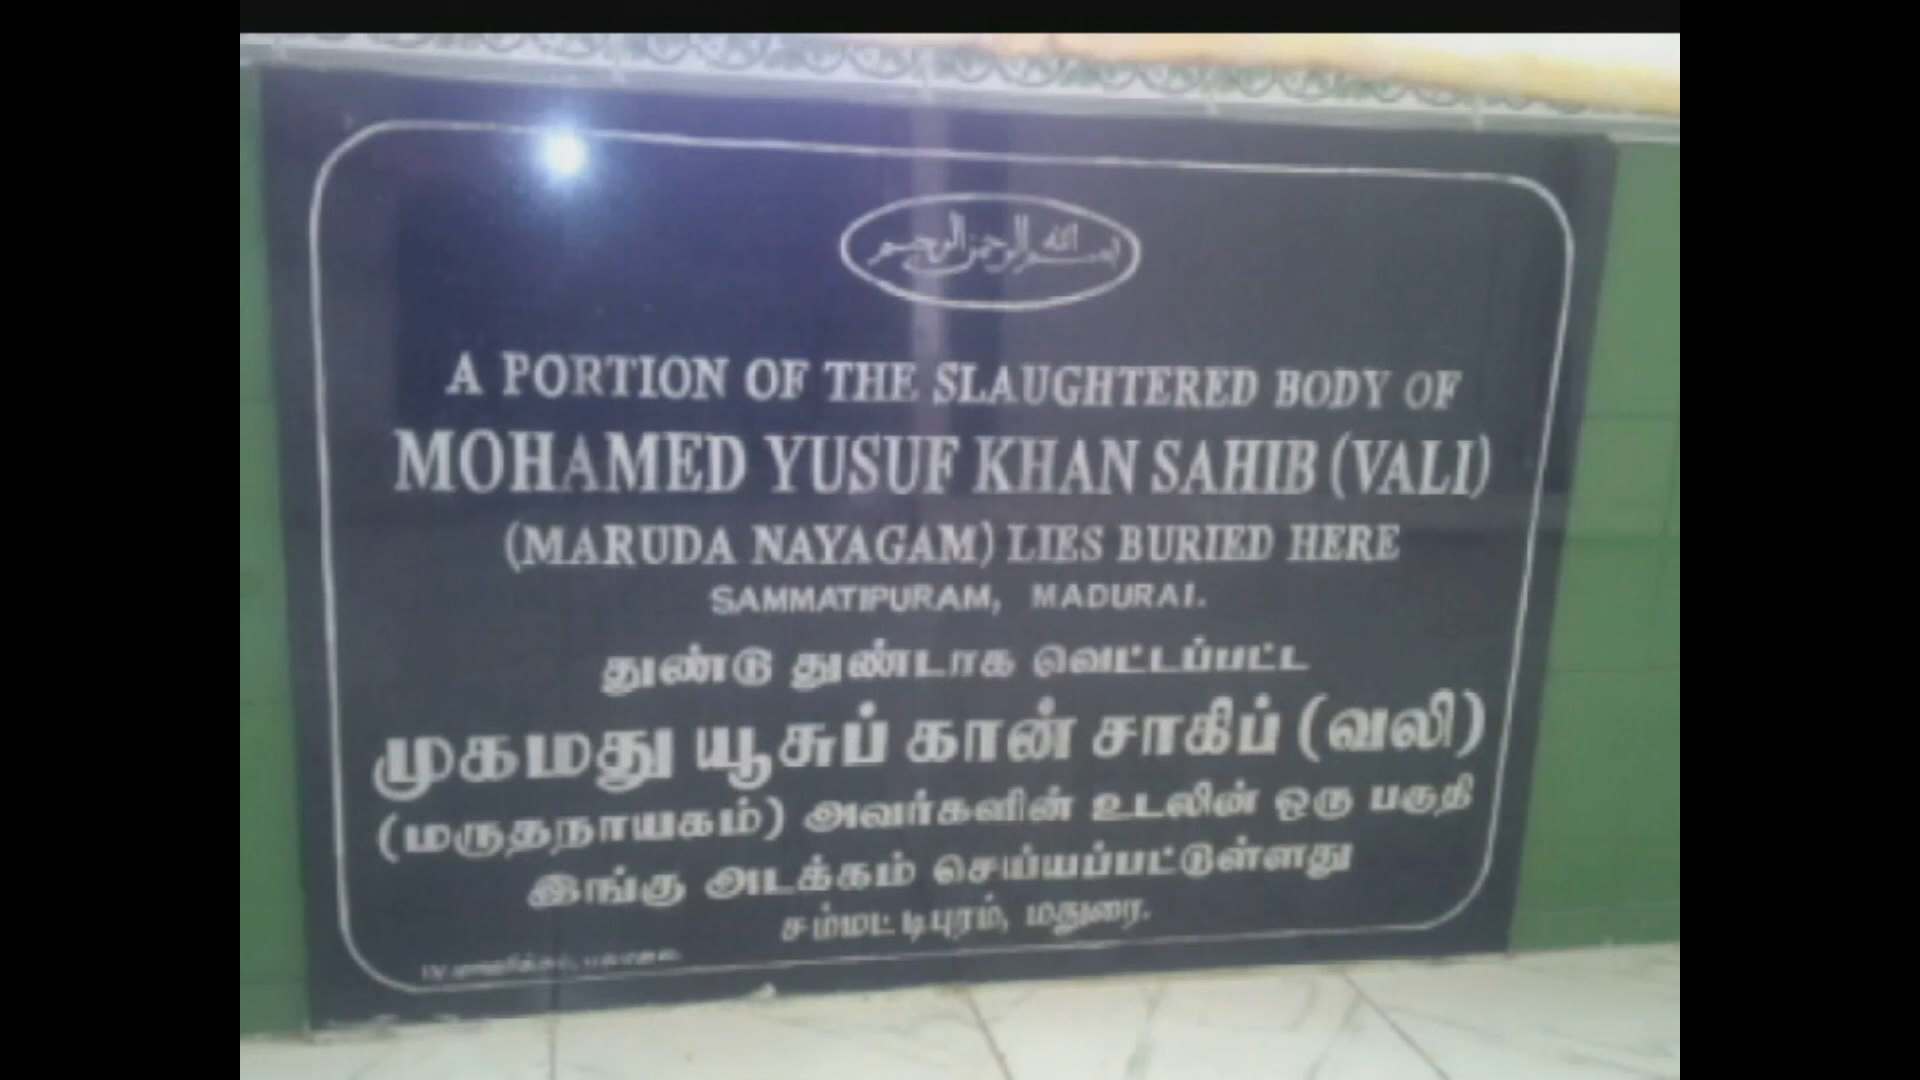 بسم الله الرحمن الرحيم
A PORTION OF THE SLAUGHTERED BODY OF
MOHAMED YUSUF KHAN SAHIB (VALI)
(MARUDA NAYAGAM) LIES BURIED HERE
SAMMATIPURAM, MADURAI.
துண்டு துண்டாக வெட்டப்பட்ட
முகமது யூசுப் கான் சாகிப் (வலி)
(மருதநாயகம்) அவர்களின் உடலின் ஒரு பகுதி
இங்கு அடக்கம் செய்யப்பட்டுள்ளது
சம்மட்டிபுரம், மதுரை.